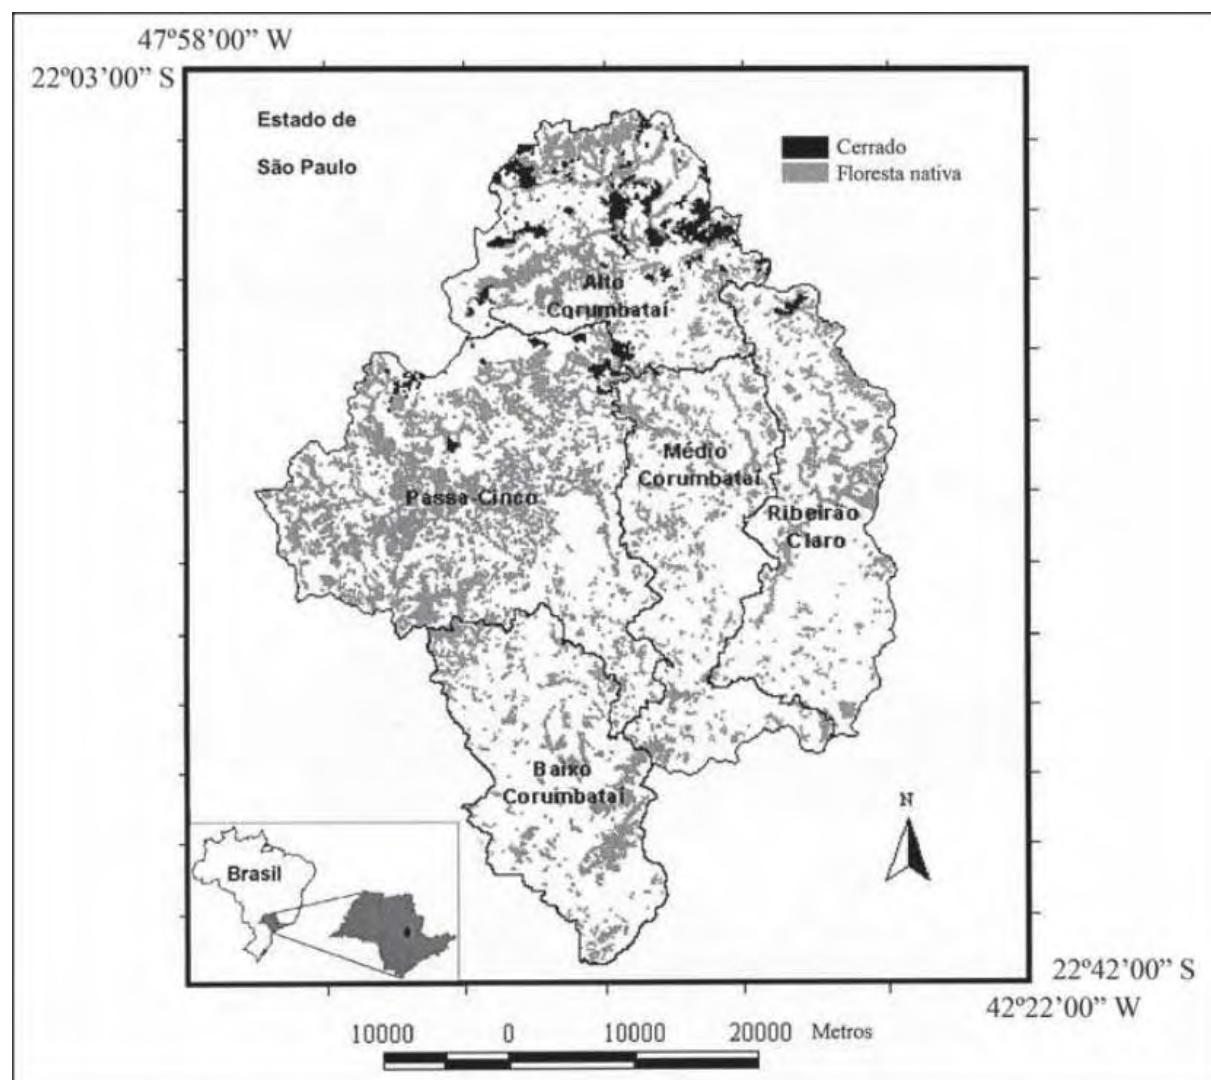 47º58’00” W
22º03’00” S
Estado de
São Paulo
Cerrado
Floresta nativa
Alto
Corumbataí
Médio
Corumbataí
Passa-Cinco
Ribeirão
Claro
Baixo
Corumbataí
N
Brasil
22º42’00” S
42º22’00” W
10000 0 10000 20000 Metros